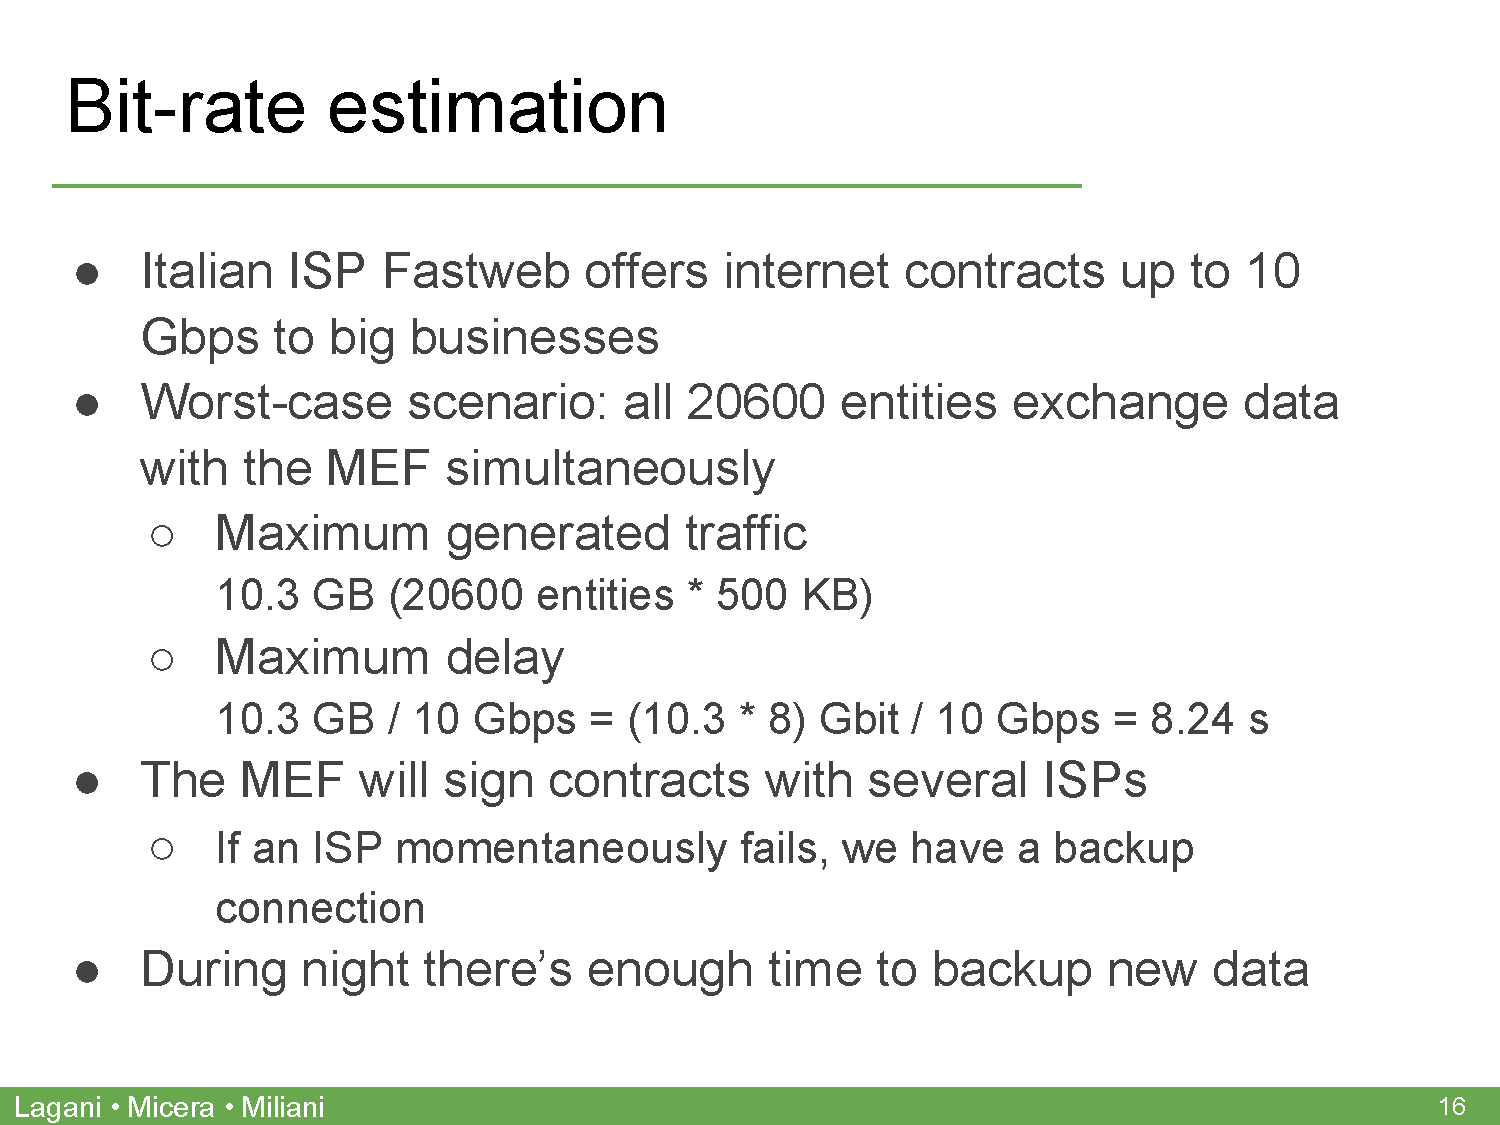 Bit-rate estimation
● Italian ISP Fastweb offers internet contracts up to 10
Gbps to big businesses
● Worst-case scenario: all 20600 entities exchange data
with the MEF simultaneously
○ Maximum generated traffic
10.3 GB (20600 entities * 500 KB)
○ Maximum delay
10.3 GB / 10 Gbps = (10.3 * 8) Gbit / 10 Gbps = 8.24 s
● The MEF will sign contracts with several ISPs
○ If an ISP momentaneously fails, we have a backup
connection
● During night there’s enough time to backup new data
Lagani • Micera • Miliani
16